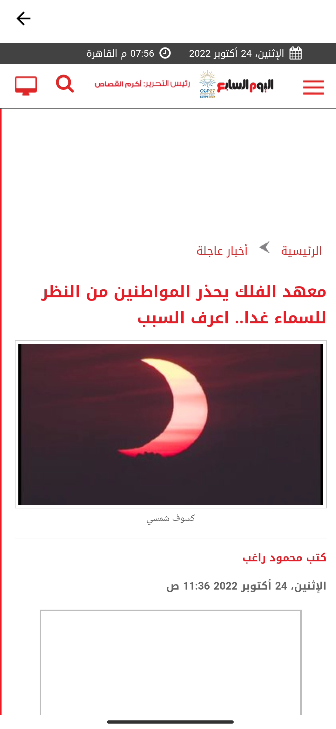 الإثنين، 24 أكتوبر 2022 07:56 م القاهرة
اليوم السابع رئيس التحرير: أكرم القصاص
الرئيسية أخبار عاجلة
معهد الفلك يحذر المواطنين من النظر
للسماء غدا.. اعرف السبب
كسوف شمسي
كتب محمود راغب
الإثنين، 24 أكتوبر 2022 11:36 ص